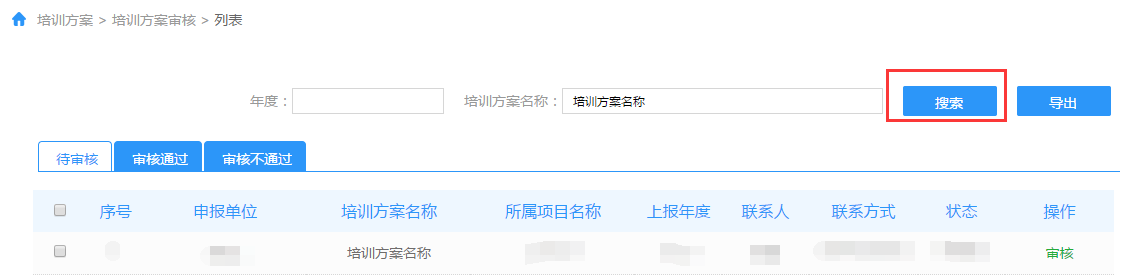 培训方案 > 培训方案审核 > 列表
年度： 培训方案名称： 培训方案名称 搜索 导出
待审核 审核通过 审核不通过
序号 申报单位 培训方案名称 所属项目名称 上报年度 联系人 联系方式 状态 操作
培训方案名称 审核